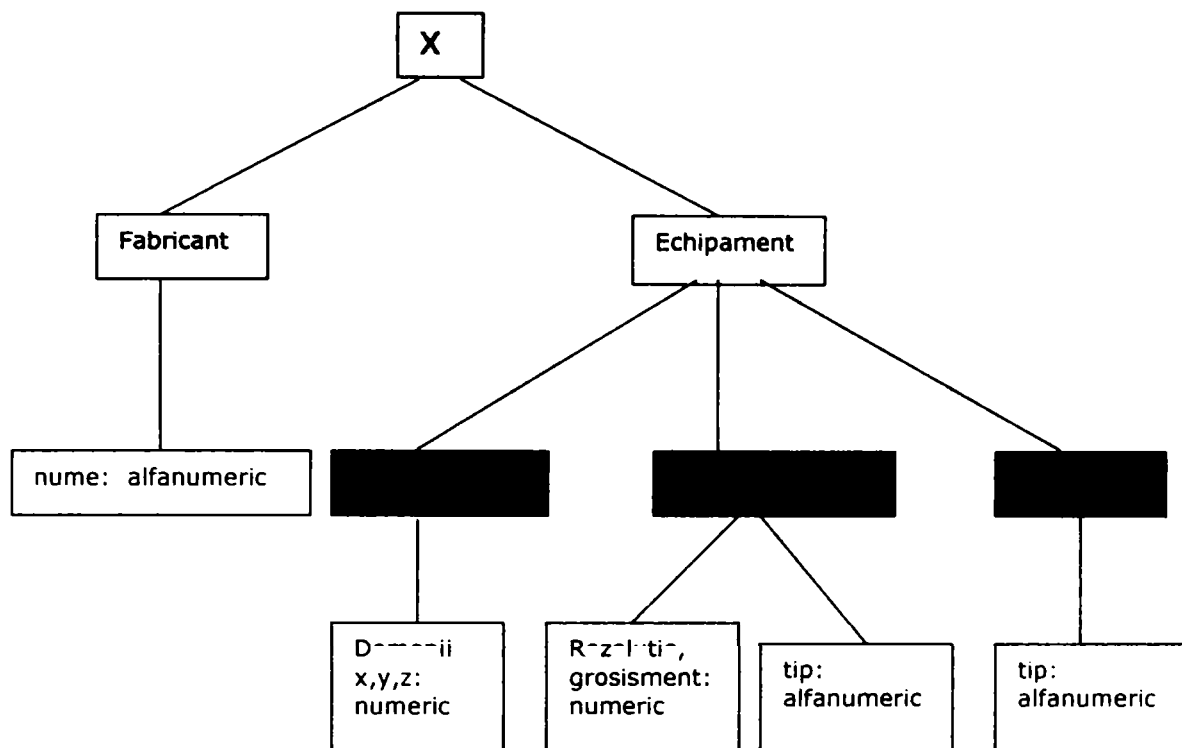 X
Fabricant
Echipament
nume: alfanumeric
x,y,z:
numeric
grosisment:
numeric
tip:
alfanumeric
tip:
alfanumeric